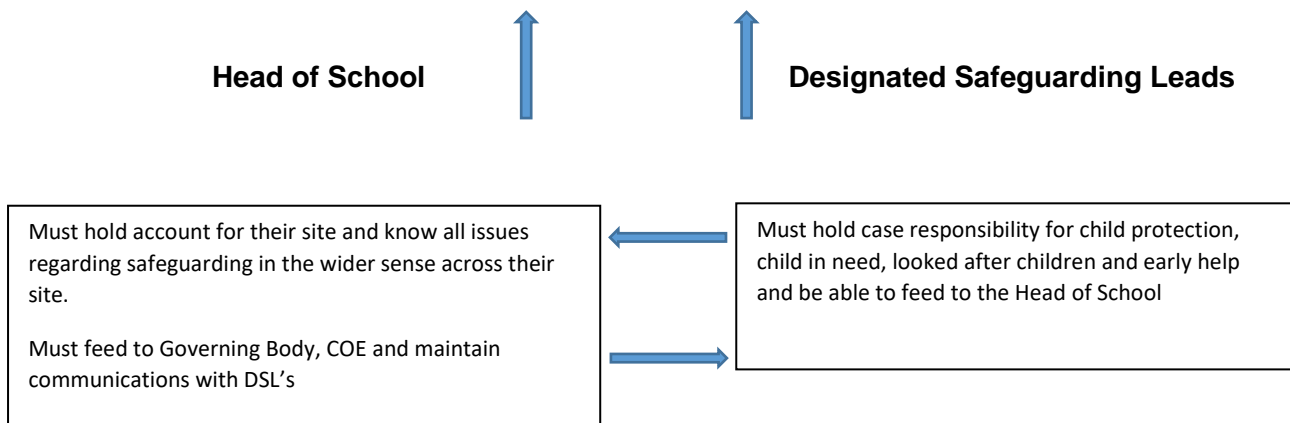 Head of School
Designated Safeguarding Leads
Must hold account for their site and know all issues
regarding safeguarding in the wider sense across their
site.
Must feed to Governing Body, COE and maintain
communications with DSL's
Must hold case responsibility for child protection,
child in need, looked after children and early help
and be able to feed to the Head of School